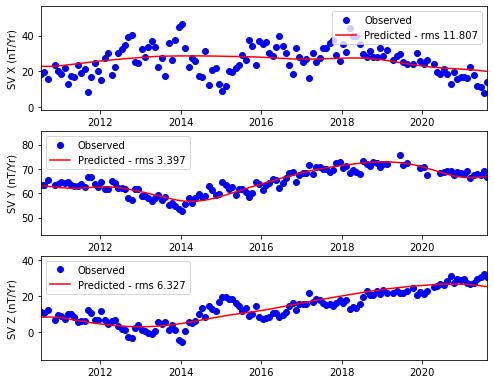 SV X (nT/Yr)
40
20
0
Observed
Predicted - rms 11.807
2012
2014
2016
2018
2020
SV Y (nT/Yr)
80
70
60
50
Observed
Predicted - rms 3.397
2012
2014
2016
2018
2020
SV Z (nT/Yr)
40
20
0
Observed
Predicted - rms 6.327
2012
2014
2016
2018
2020